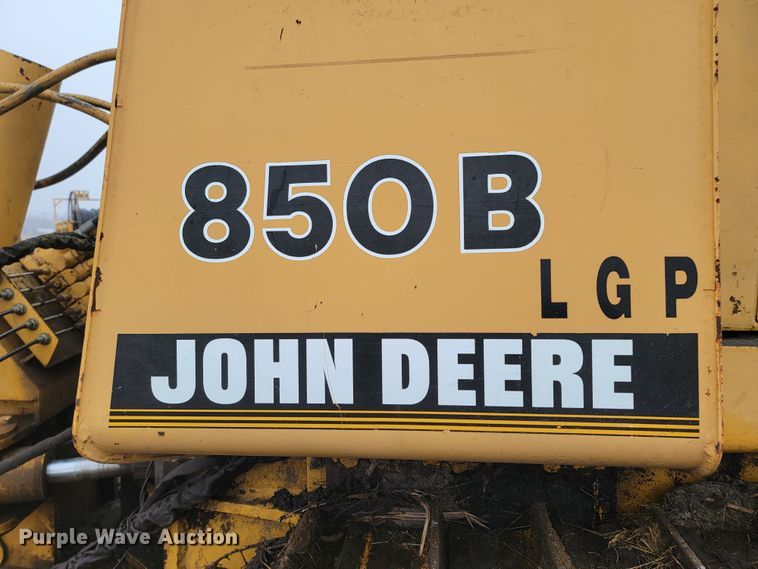 850B
LGP
JOHN DEERE
Purple Wave Auction